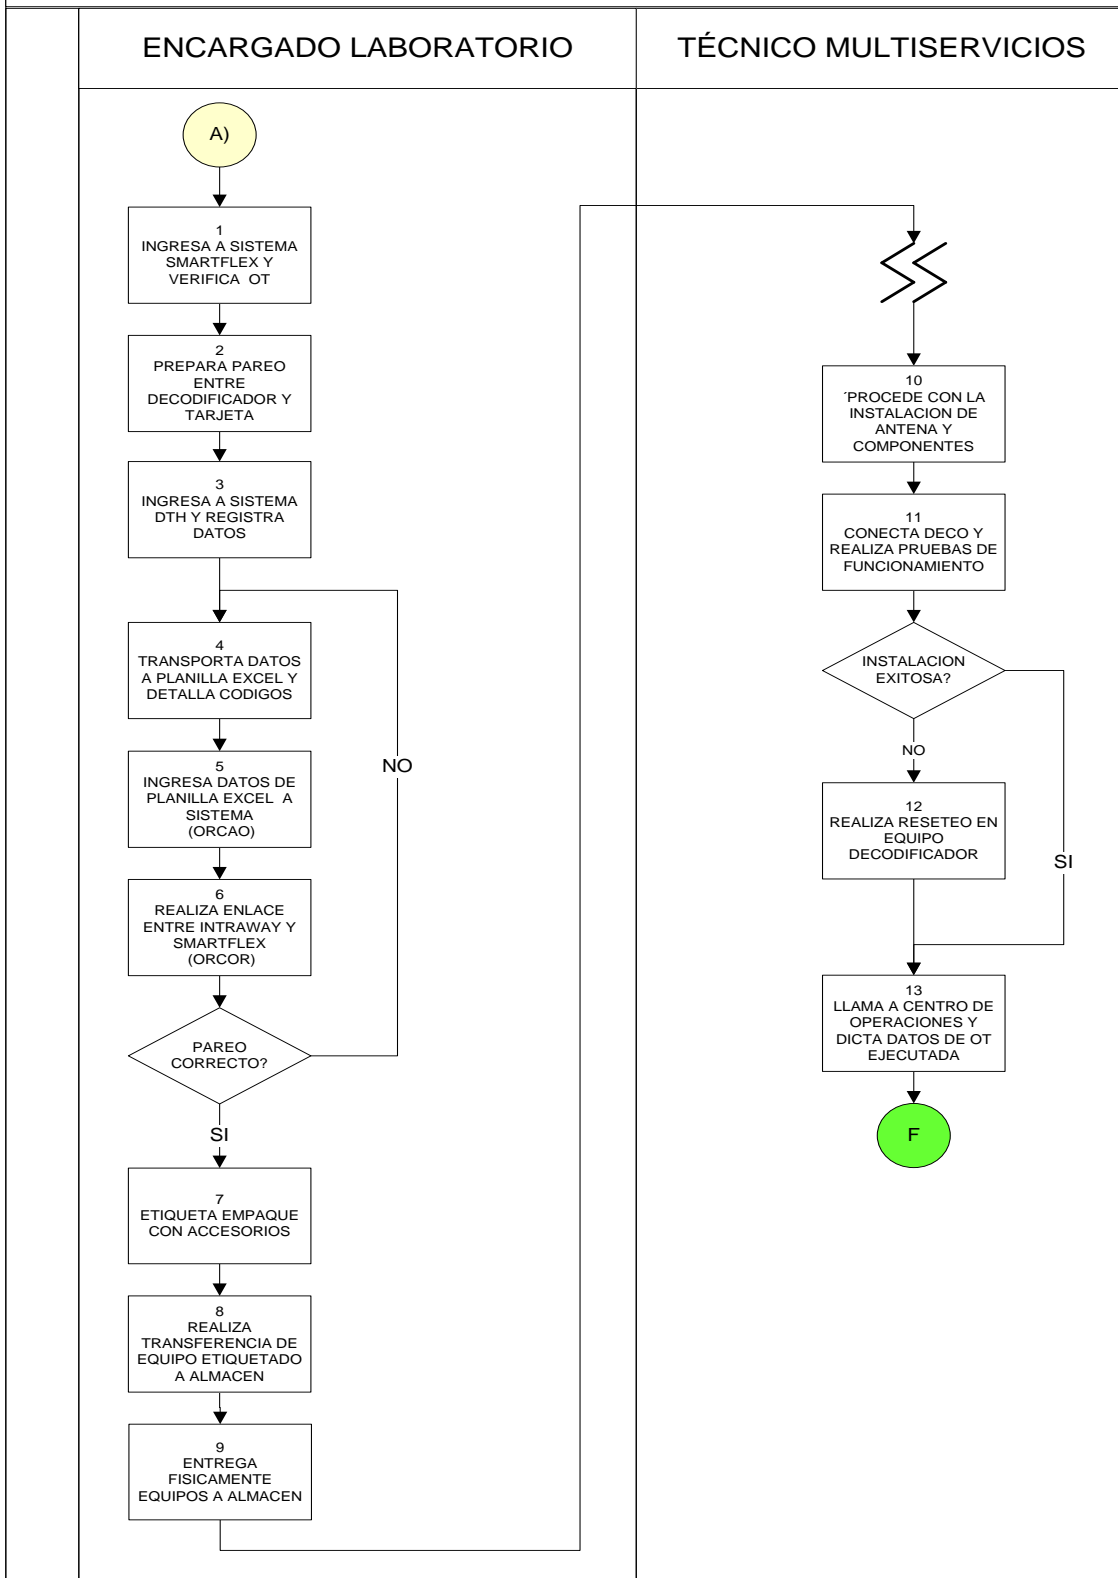 ENCARGADO LABORATORIO
TÉCNICO MULTISERVICIOS
A)
1
INGRESA A SISTEMA
SMARTFLEX Y
VERIFICA OT
2
PREPARA PAREO
ENTRE
DECODIFICADOR Y
TARJETA
3
INGRESA A SISTEMA
DTH Y REGISTRA
DATOS
4
TRANSPORTA DATOS
A PLANILLA EXCEL Y
DETALLA CODIGOS
5
INGRESA DATOS DE
PLANILLA EXCEL A
SISTEMA
(ORCAO)
6
REALIZA ENLACE
ENTRE INTRAWAY Y
SMARTFLEX
(ORCOR)
PAREO
CORRECTO?
NO
SI
7
ETIQUETA EMPAQUE
CON ACCESORIOS
8
REALIZA
TRANSFERENCIA DE
EQUIPO ETIQUETADO
A ALMACEN
9
ENTREGA
FISICAMENTE
EQUIPOS A ALMACEN
10
´PROCEDE CON LA
INSTALACION DE
ANTENA Y
COMPONENTES
11
CONECTA DECO Y
REALIZA PRUEBAS DE
FUNCIONAMIENTO
INSTALACION
EXITOSA?
NO
SI
12
REALIZA RESETEO EN
EQUIPO
DECODIFICADOR
13
LLAMA A CENTRO DE
OPERACIONES Y
DICTA DATOS DE OT
EJECUTADA
F